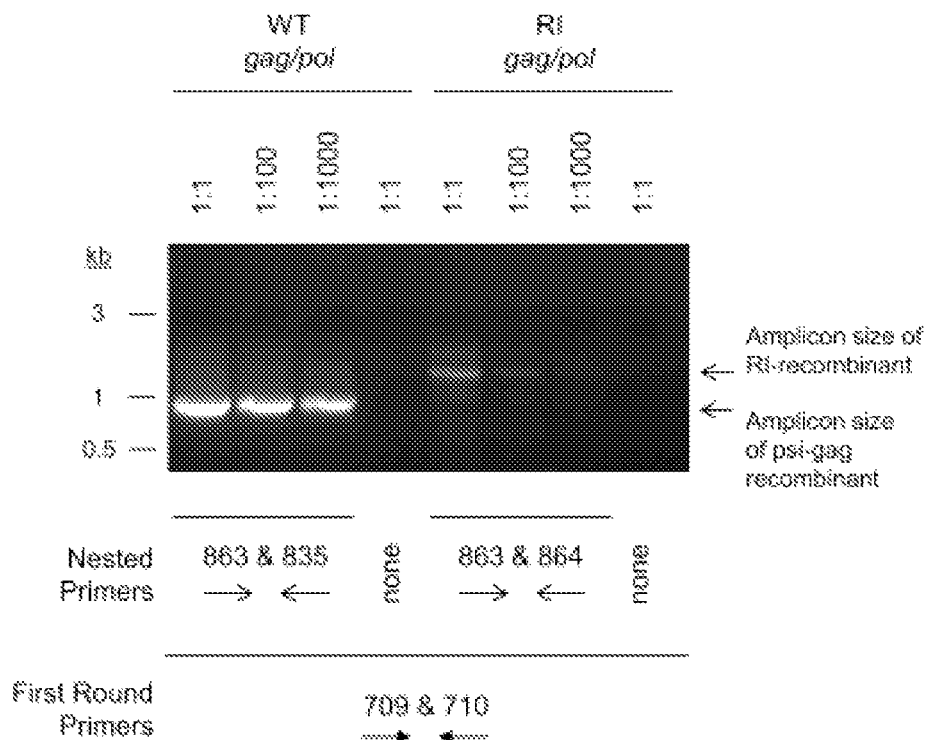 WT
gag/pol
RI
gag/pol
1:1
1:100
1:1000
1:1
1:1
1:100
1:1000
1:1
kb
3
1
0.5
Amplicon size of
RI-recombinant
Amplicon size
of psi-gag
recombinant
Nested
Primers
863 & 835
none
863 & 864
none
First Round
Primers
709 & 710